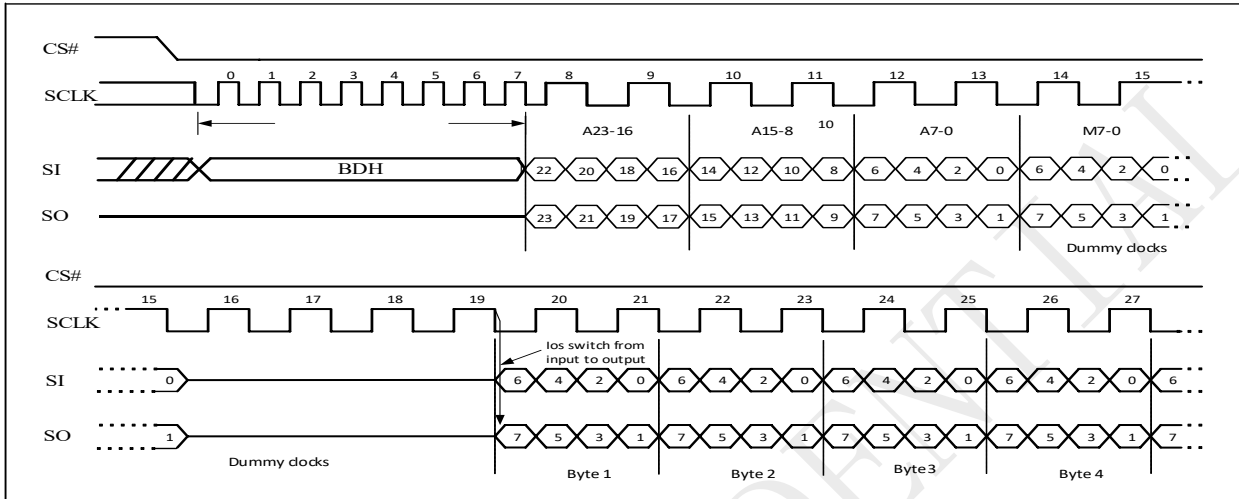 CS#
0 1 2 3 4 5 6 7 8 9 10 11 12 13 14 15
SCLK
A23-16 A15-8 10 A7-0 M7-0
SI BDH 22 20 18 16 14 12 10 8 6 4 2 0 6 4 2 0
SO 23 21 19 17 15 13 11 9 7 5 3 1 7 5 3 1
Dummy clocks
CS#
15 16 17 18 19 20 21 22 23 24 25 26 27
SCLK
Ios switch from
input to output
SI 0 6 4 2 0 6 4 2 0 6 4 2 0 6 4 2 0 6
SO 1 7 5 3 1 7 5 3 1 7 5 3 1 7 5 3 1 7
Dummy clocks Byte 1 Byte 2 Byte 3 Byte 4